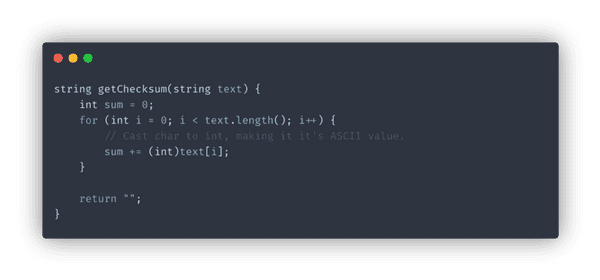 string getChecksum(string text) {
    int sum = 0;
    for (int i = 0; i < text.length(); i++) {
        // Cast char to int, making it it's ASCII value.
        sum += (int)text[i];
    }
    return "";
}